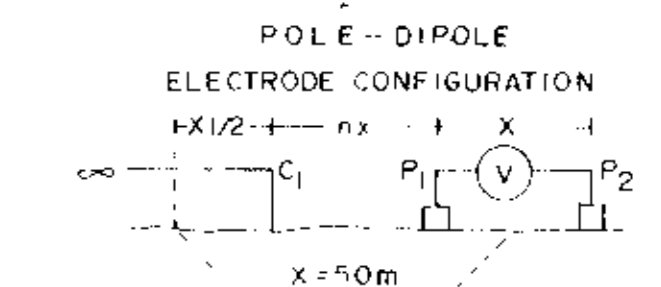 POLE - DIPOLE
ELECTRODE CONFIGURATION
X/2 nx X
∞ C1 P1 V P2
X = 50m